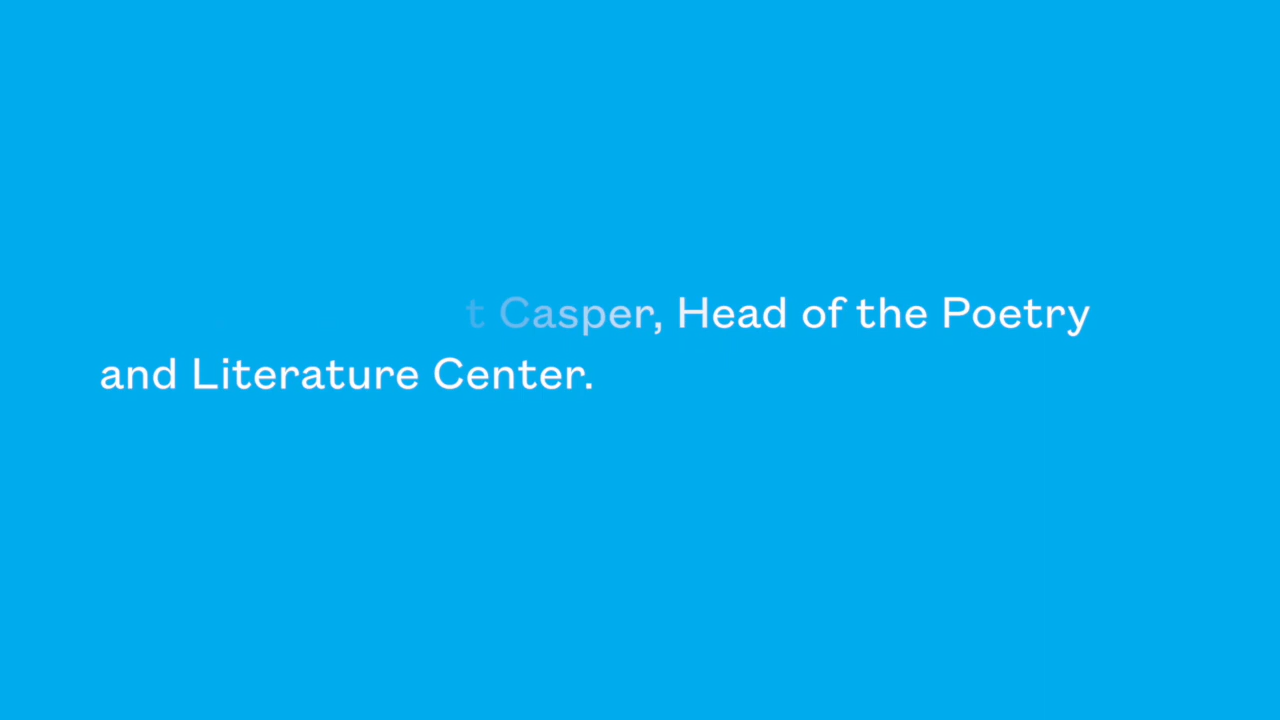 t Casper, Head of the Poetry
and Literature Center.